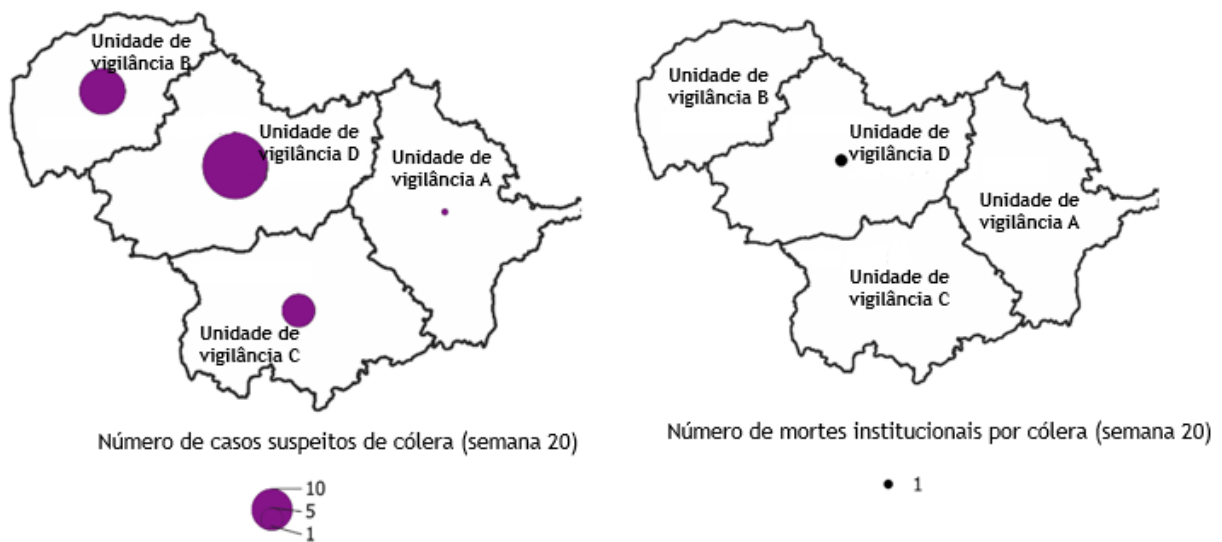 Unidade de
vigilância B
Unidade de
vigilância D
Unidade de
vigilância A
Unidade de
vigilância C
Número de casos suspeitos de cólera (semana 20)
10
5
1
Unidade de
vigilância B
Unidade de
vigilância D
Unidade de
vigilância A
Unidade de
vigilância C
Número de mortes institucionais por cólera (semana 20)
1